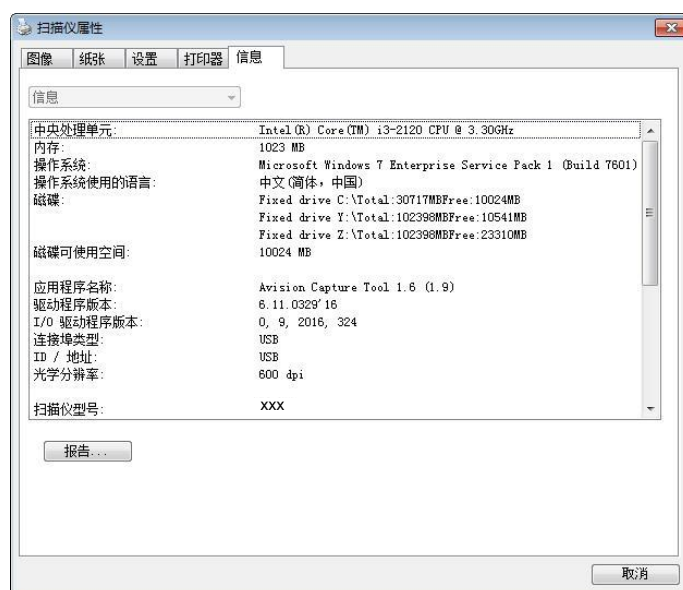 扫描仪属性
图像 纸张 设置 打印器 信息
信息
中央处理单元: Intel(R) Core(TM) i3-2120 CPU @ 3.30GHz
内存: 1023 MB
操作系统: Microsoft Windows 7 Enterprise Service Pack 1 (Build 7601)
操作系统使用的语言: 中文(简体，中国)
磁碟: Fixed drive C:\Total:30717MBFree:10024MB
Fixed drive Y:\Total:102398MBFree:10541MB
Fixed drive Z:\Total:102398MBFree:23310MB
磁碟可使用空间: 10024 MB
应用程序名称: Avision Capture Tool 1.6 (1.9)
驱动程序版本: 6.11.0329'16
I/O 驱动程序版本: 0, 9, 2016, 324
连接埠类型: USB
ID / 地址: USB
光学分辨率: 600 dpi
扫描仪型号: XXX
报告...
取消